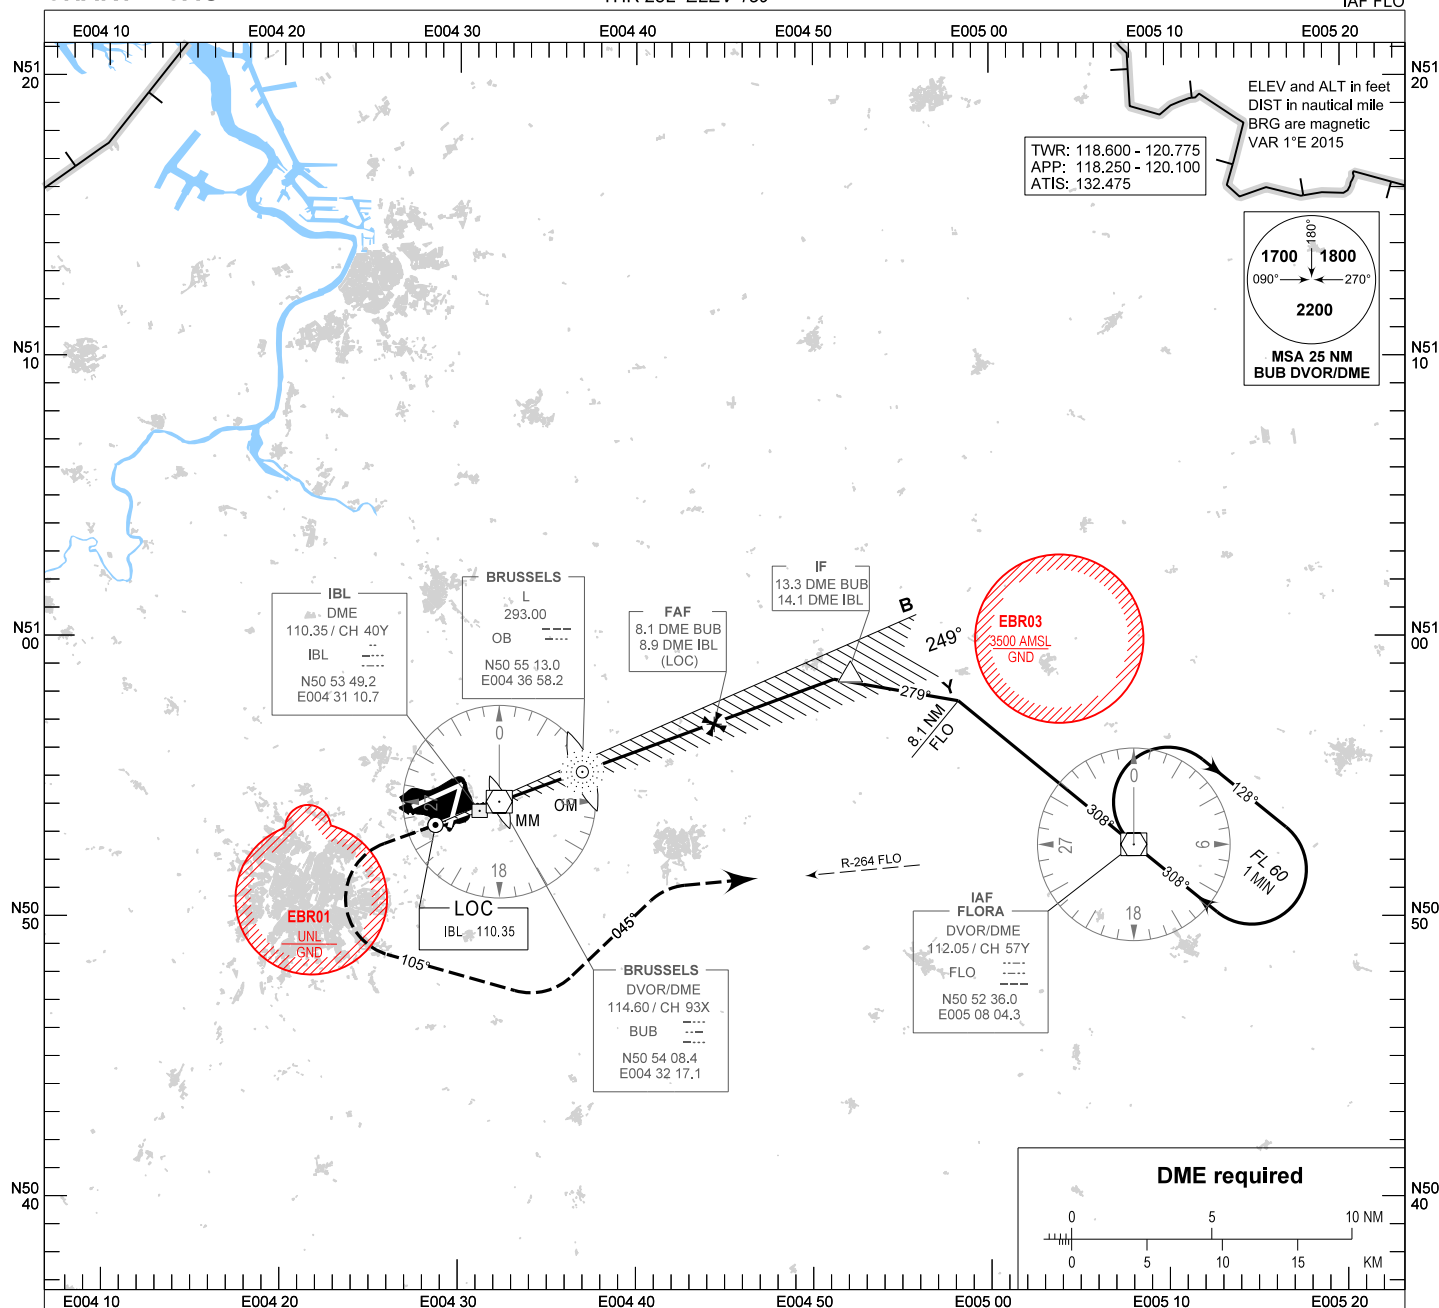 IAF FLO
E004 10
E004 20
E004 30
E004 40
E004 50
E005 00
E005 10
E005 20
N51
20
N51
20
ELEV and ALT in feet
DIST in nautical mile
BRG are magnetic
VAR 1°E 2015
TWR: 118.600 - 120.775
APP: 118.250 - 120.100
ATIS: 132.475
180°
1700
1800
090°
270°
2200
MSA 25 NM
BUB DVOR/DME
N51
10
N51
10
IF
13.3 DME BUB
14.1 DME IBL
BRUSSELS
L
293.00
OB
N50 55 13.0
E004 36 58.2
IBL
DME
110.35 / CH 40Y
IBL
N50 53 49.2
E004 31 10.7
FAF
8.1 DME BUB
8.9 DME IBL
(LOC)
B
249°
EBR03
3500 AMSL
GND
N51
00
N51
00
279°
Y
8.1 NM
FLO
0
OM
MM
18
0
128°
308°
27
9
FL 60
1 MIN
308°
18
R-264 FLO
LOC
IBL 110.35
EBR01
UNL
GND
105°
045°
IAF
FLORA
DVOR/DME
112.05 / CH 57Y
FLO
N50 52 36.0
E005 08 04.3
N50
50
N50
50
BRUSSELS
DVOR/DME
114.60 / CH 93X
BUB
N50 54 08.4
E004 32 17.1
N50
40
N50
40
DME required
0
5
10 NM
0
5
10
15
KM
E004 10
E004 20
E004 30
E004 40
E004 50
E005 00
E005 10
E005 20